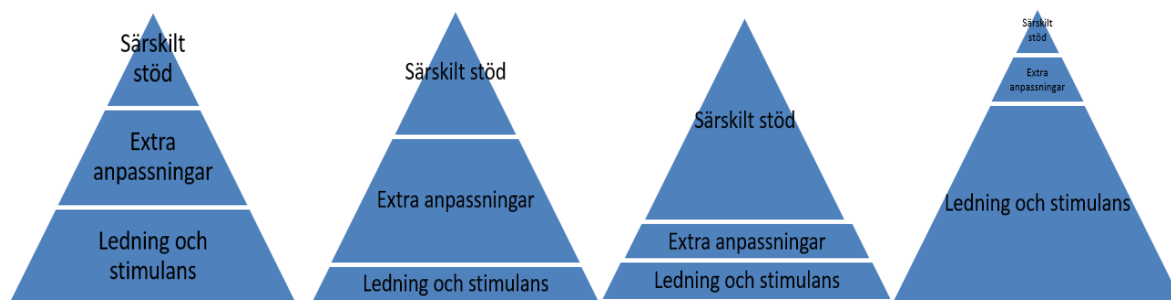 Särskilt
stöd
Extra
anpassningar
Ledning och
stimulans
Särskilt stöd
Extra anpassningar
Ledning och stimulans
Särskilt stöd
Extra anpassningar
Ledning och stimulans
Särskilt
stöd
Extra
anpassningar
Ledning och stimulans